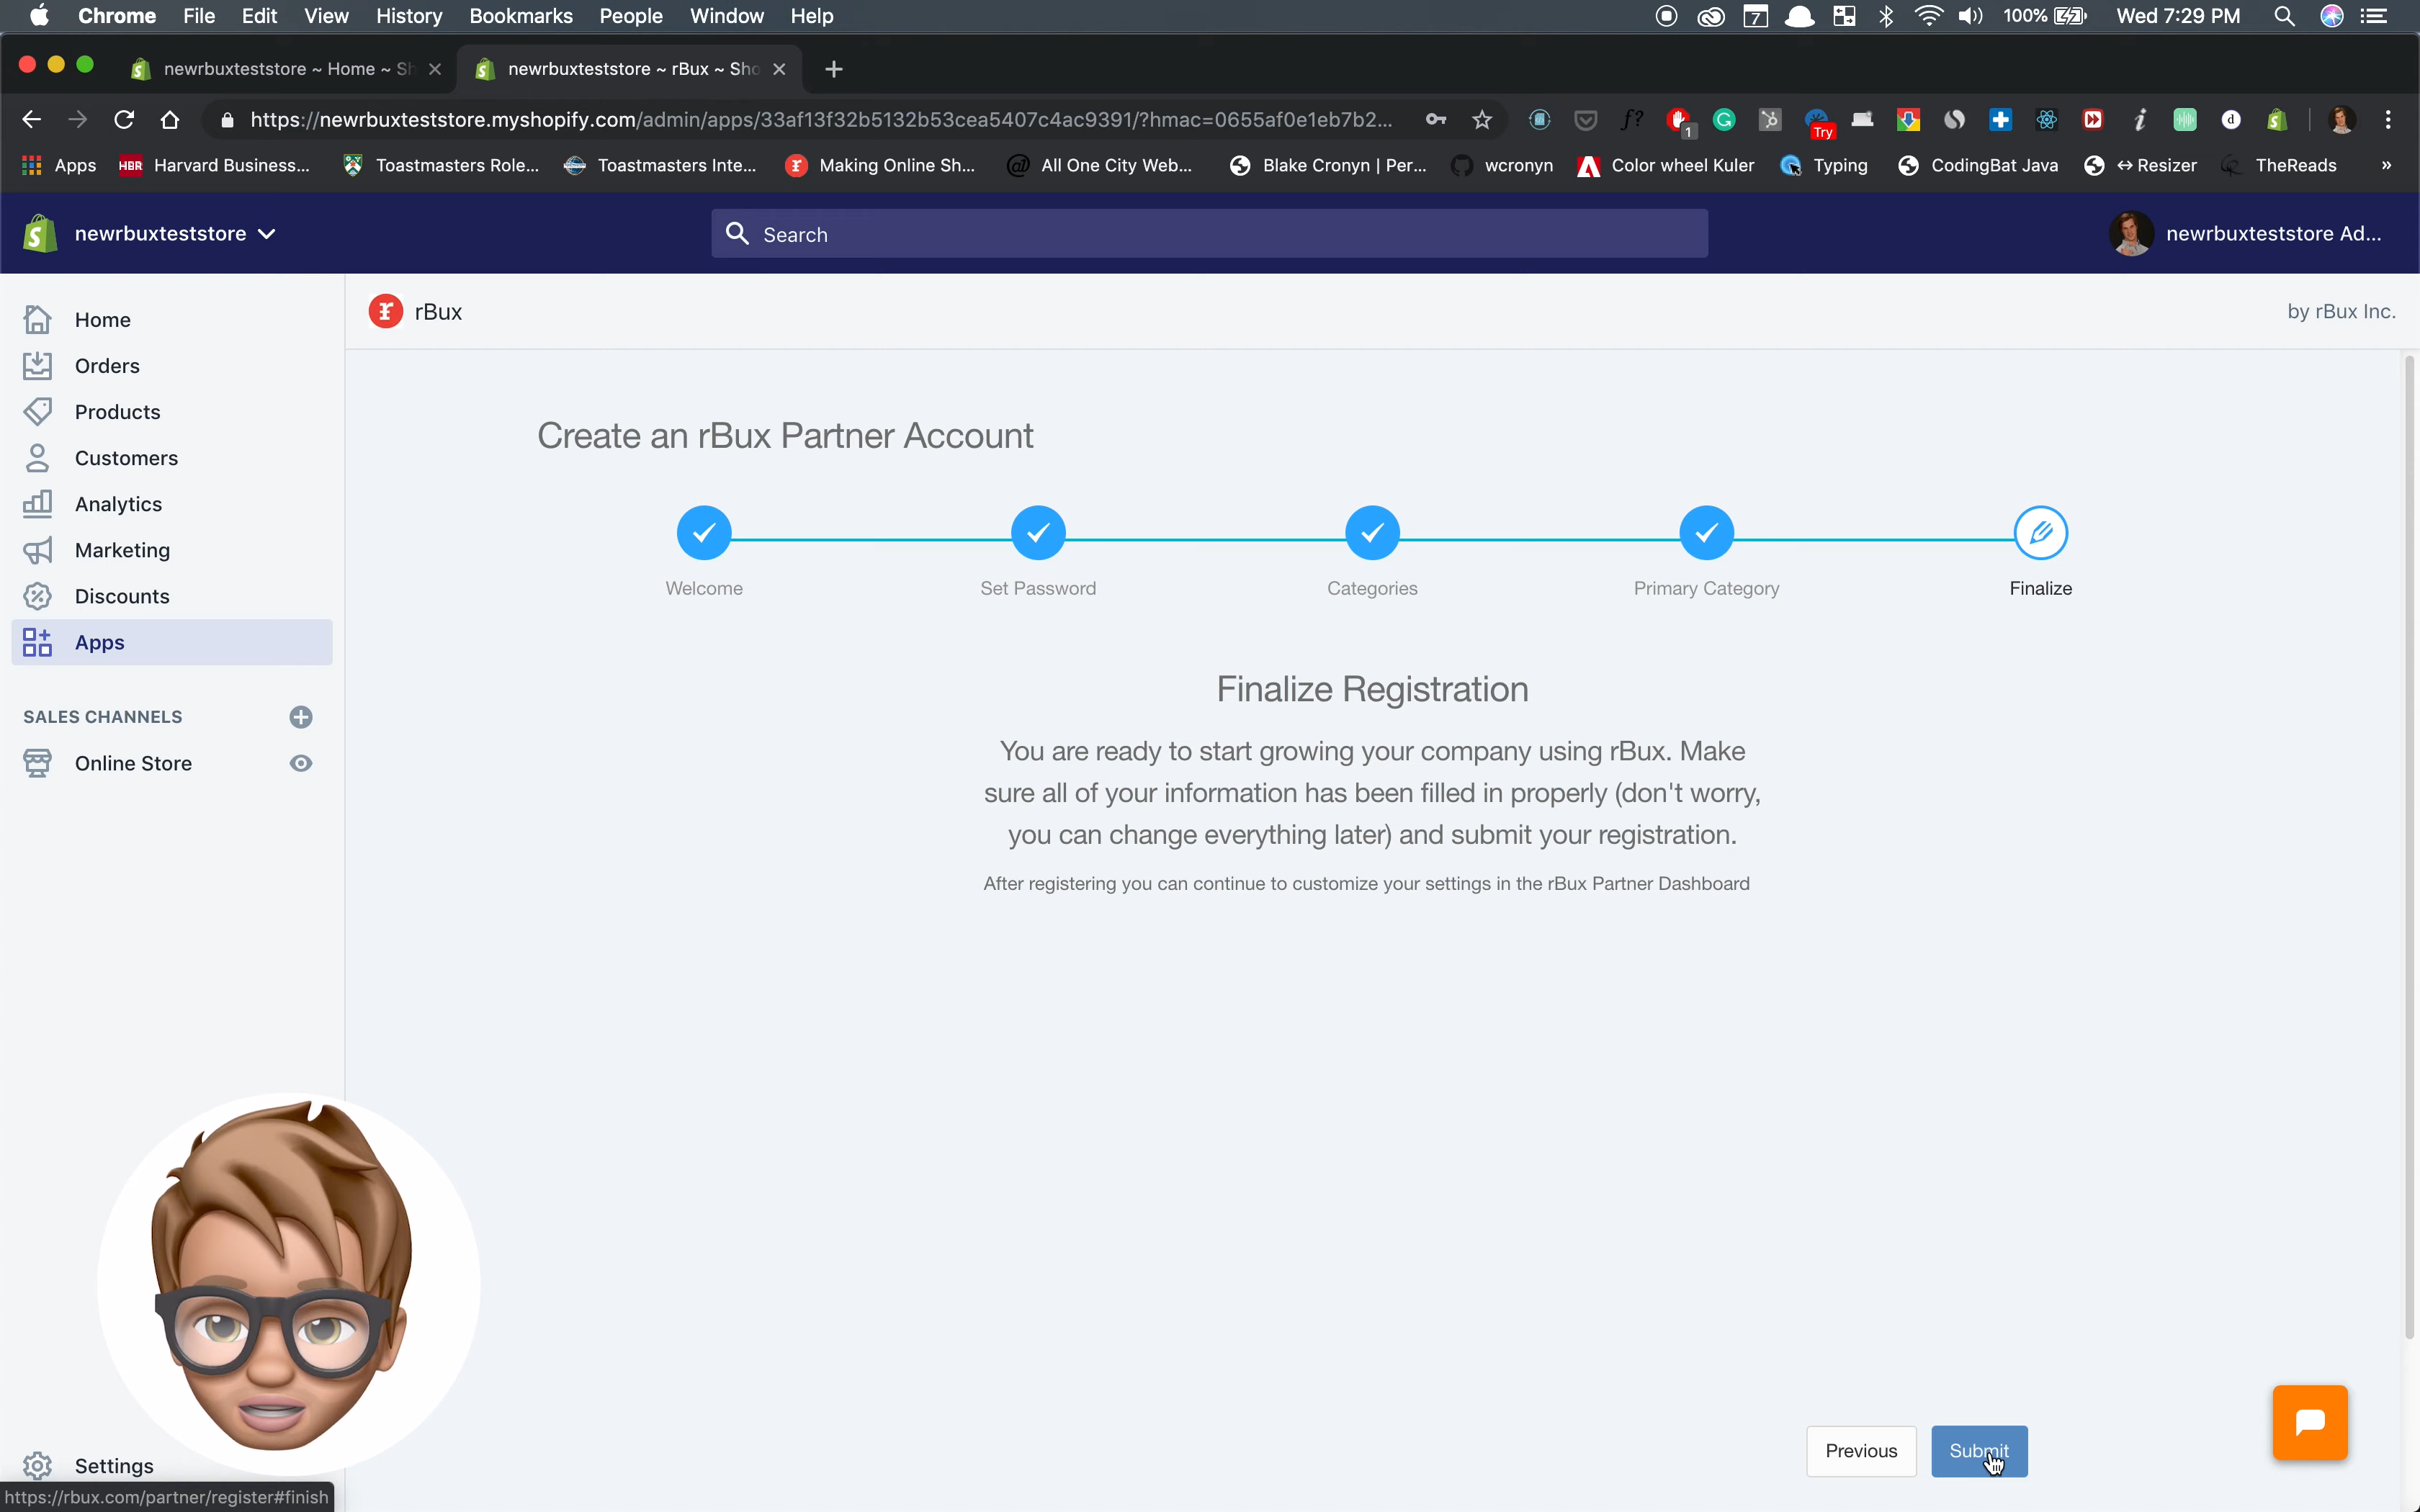 Chrome File Edit View History Bookmarks People Window Help 7 100% Wed 7:29 PM
newrbuxteststore ~ Home ~ Sh newrbuxteststore ~ rBux ~ Sho
https://newrbuxteststore.myshopify.com/admin/apps/33af13f32b5132b53cea5407c4ac9391/?hmac=0655af0e1eb7b2... f? 1 G Try i d
Apps HBR Harvard Business... Toastmasters Role... Toastmasters Inte... r Making Online Sh... @ All One City Web... Blake Cronyn | Per... wcronyn Color wheel Kuler Typing CodingBat Java ↔ Resizer TheReads »
newrbuxteststore Search newrbuxteststore Ad...
r rBux by rBux Inc.
Home
Orders
Products
Customers
Analytics
Marketing
Discounts
Apps
SALES CHANNELS
Online Store
Settings
Create an rBux Partner Account
Welcome Set Password Categories Primary Category Finalize
Finalize Registration
You are ready to start growing your company using rBux. Make
sure all of your information has been filled in properly (don't worry,
you can change everything later) and submit your registration.
After registering you can continue to customize your settings in the rBux Partner Dashboard
Previous Submit
https://rbux.com/partner/register#finish